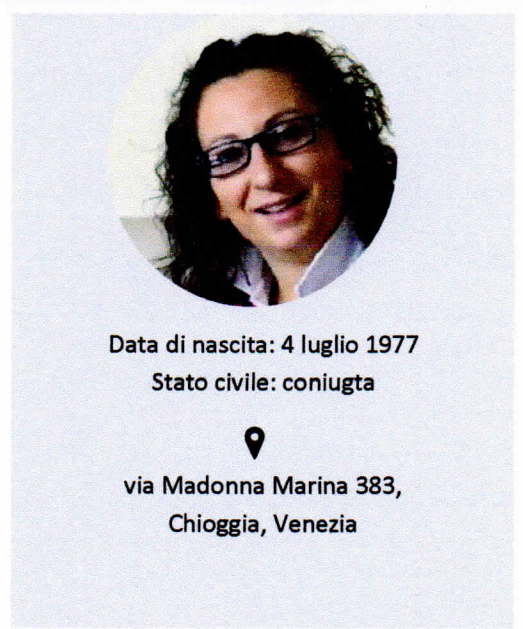 Data di nascita: 4 luglio 1977
Stato civile: coniugta
via Madonna Marina 383,
Chioggia, Venezia